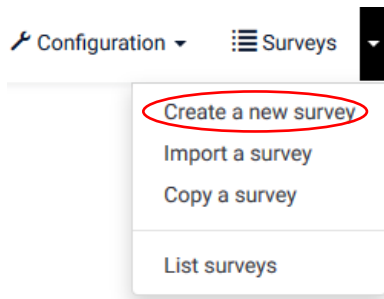 Configuration Surveys
Create a new survey
Import a survey
Copy a survey
List surveys